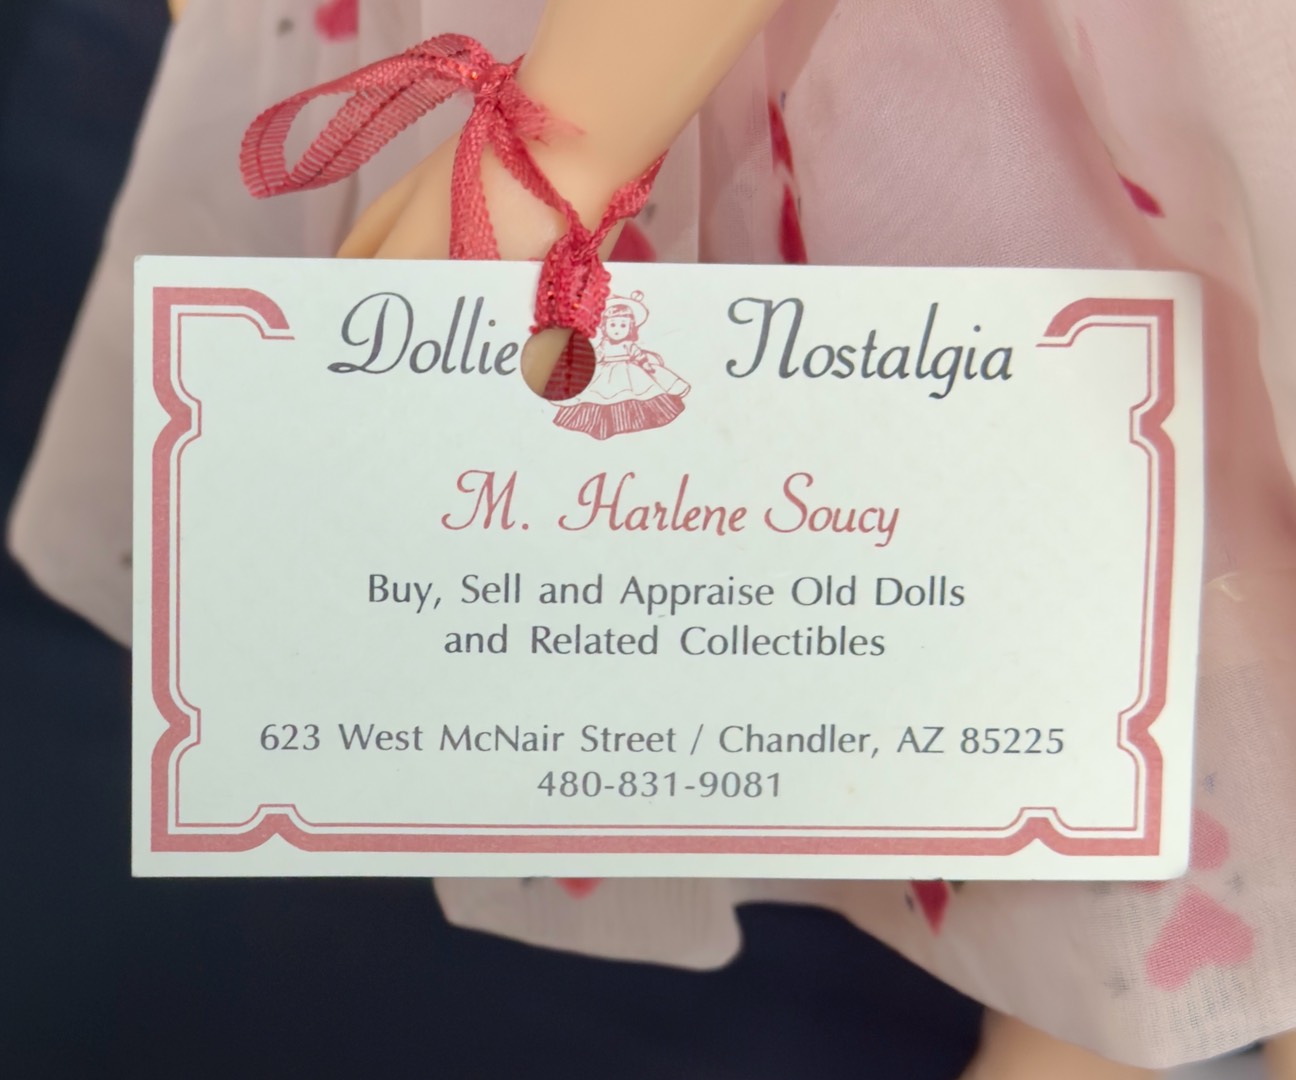 Dollie Nostalgia
M. Harlene Soucy
Buy, Sell and Appraise Old Dolls
and Related Collectibles
623 West McNair Street / Chandler, AZ 85225
480-831-9081